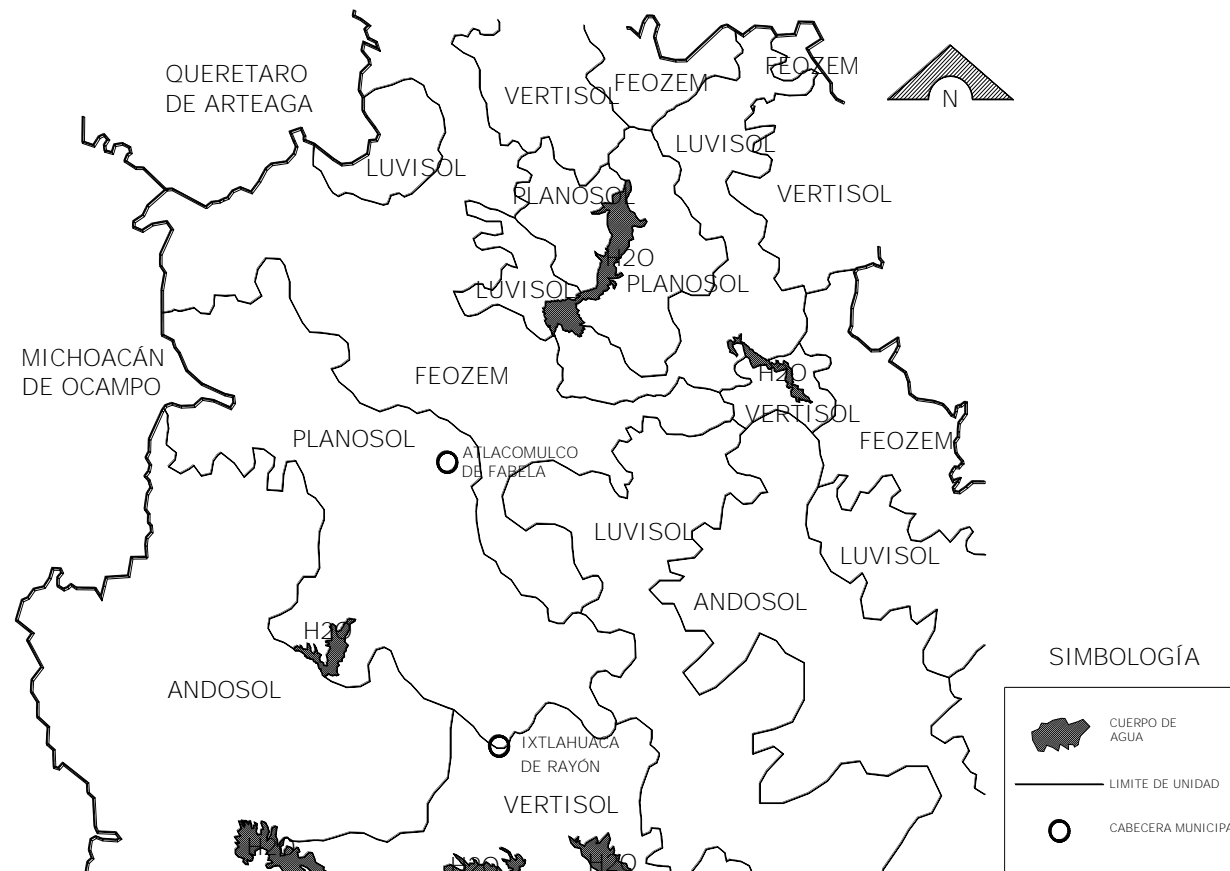 QUERETARO
DE ARTEAGA
VERTISOL
FEOZEM
FEOZEM
N
LUVISOL
LUVISOL
PLANOSOL
VERTISOL
H2O
LUVISOL
PLANOSOL
MICHOACÁN
DE OCAMPO
FEOZEM
H2O
VERTISOL
PLANOSOL
FEOZEM
ATLACOMULCO
DE FABELA
LUVISOL
LUVISOL
ANDOSOL
H2O
ANDOSOL
SIMBOLOGÍA
CUERPO DE
AGUA
IXTLAHUACA
DE RAYÓN
LIMITE DE UNIDAD
VERTISOL
CABECERA MUNICIPA
H2O
H2O
H2O